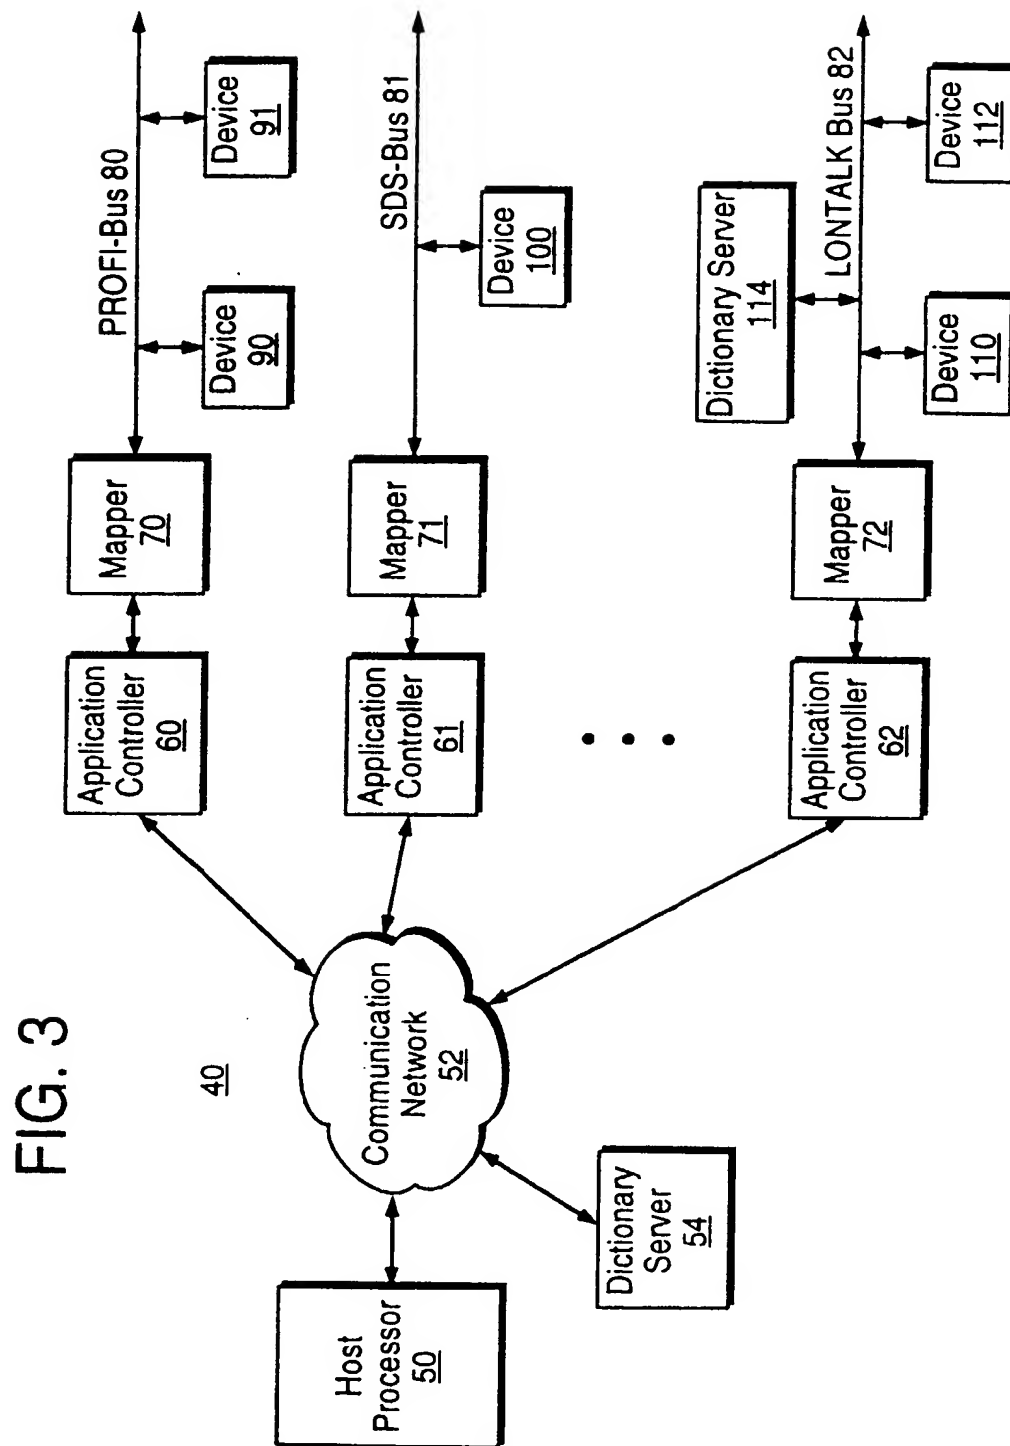 FIG. 3
40
Host
Processor
50
Communication
Network
52
Dictionary
Server
54
Application
Controller
60
Mapper
70
PROFI-Bus 80
Device
90
Device
91
Application
Controller
61
Mapper
71
SDS-Bus 81
Device
100
Application
Controller
62
Mapper
72
Dictionary Server
114
LONTALK Bus 82
Device
110
Device
112